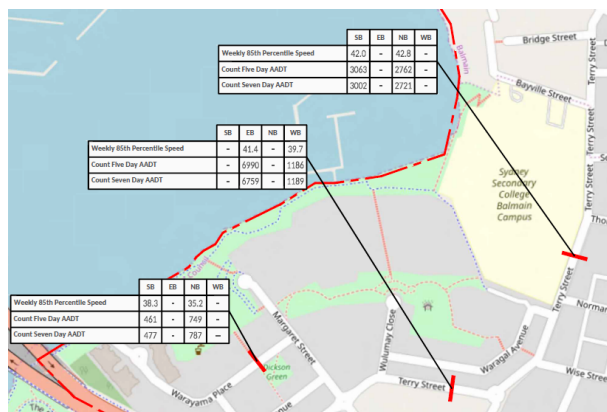 SB EB NB WB
Weekly 85th Percentile Speed 42.0 - 42.8 -
Count Five Day AADT 3063 - 2762 -
Count Seven Day AADT 3002 - 2721 -
Bridge Street
Terry Street
Balmain
Bayville Street
Terry Street
SB EB NB WB
Weekly 85th Percentile Speed - 41.4 - 39.7
Count Five Day AADT - 6990 - 1186
Count Seven Day AADT - 6759 - 1189
Sydney
Secondary
College
Balmain
Campus
Terry Street
SB EB NB WB
Weekly 85th Percentile Speed 38.3 - 35.2 -
Count Five Day AADT 461 - 749 -
Count Seven Day AADT 477 - 787 -
Margaret Street
Wulumay Close
Waragal Avenue
Dickson
Green
Wise Stree
Warayama Place
Terry Street
The